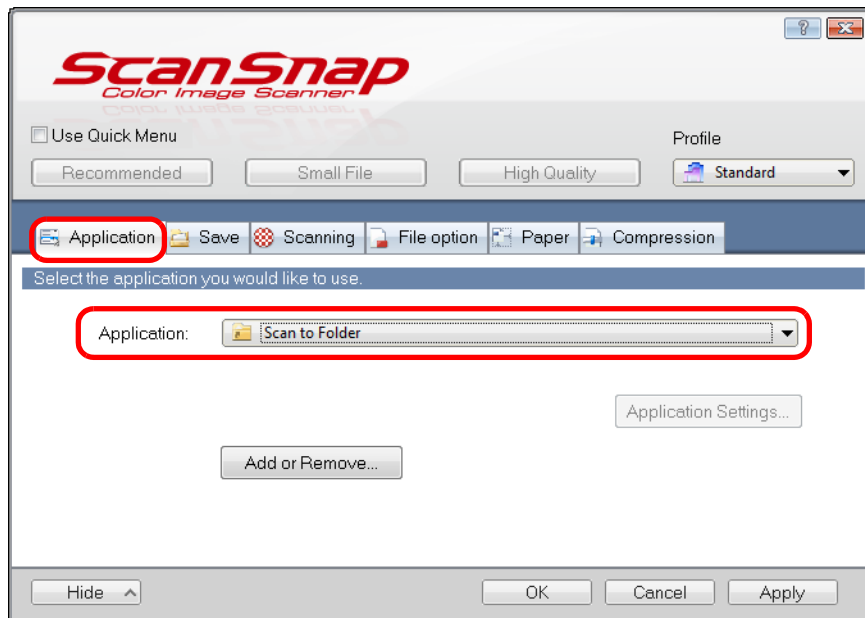 ScanSnap
Color Image Scanner
Use Quick Menu
Profile
Recommended Small File High Quality Standard
Application Save Scanning File option Paper Compression
Select the application you would like to use.
Application: Scan to Folder
Application Settings...
Add or Remove...
Hide OK Cancel Apply